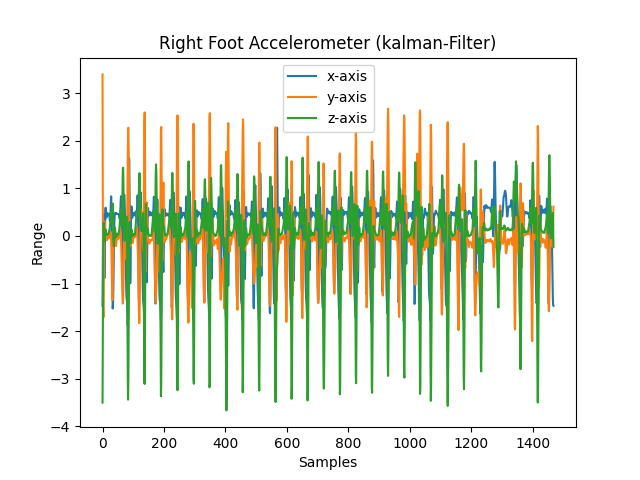 Right Foot Accelerometer (kalman-Filter)
x-axis
y-axis
z-axis
3
2
1
0
−1
−2
−3
−4
Range
0
200
400
600
800
1000
1200
1400
Samples